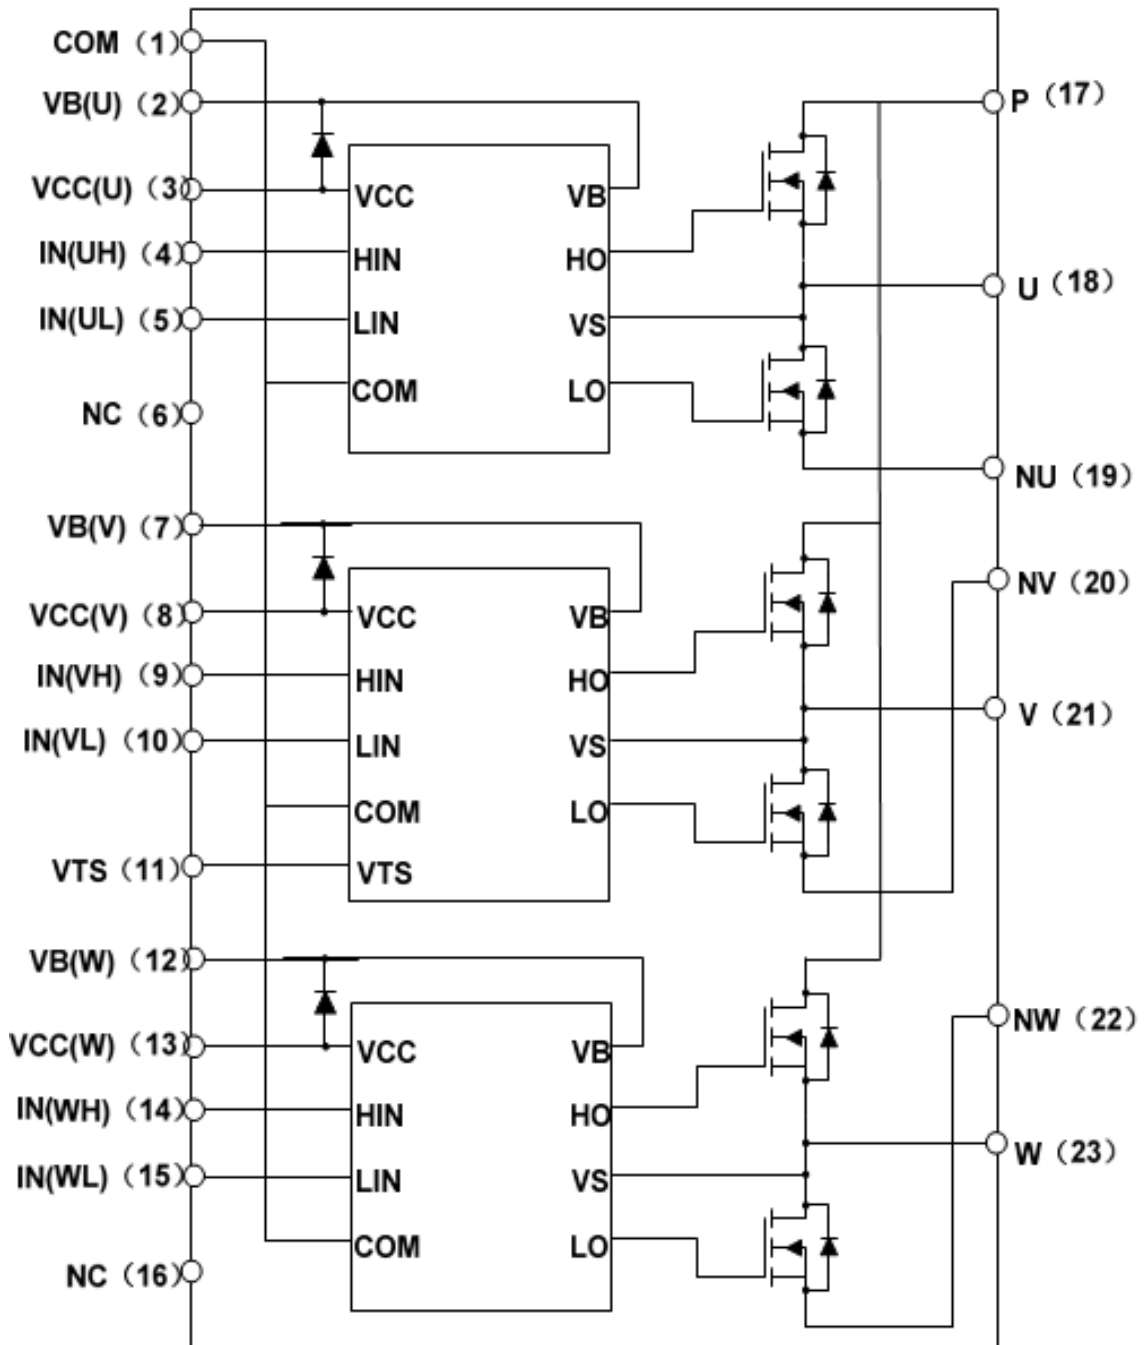 COM（1）
VB(U)（2）
VCC(U)（3）
IN(UH)（4）
IN(UL)（5）
NC（6）
VB(V)（7）
VCC(V)（8）
IN(VH)（9）
IN(VL)（10）
VTS（11）
VB(W)（12）
VCC(W)（13）
IN(WH)（14）
IN(WL)（15）
NC（16）
VCC
HIN
LIN
COM
VB
HO
VS
LO
VCC
HIN
LIN
COM
VTS
VB
HO
VS
LO
VCC
HIN
LIN
COM
VB
HO
VS
LO
P（17）
U（18）
NU（19）
NV（20）
V（21）
NW（22）
W（23）